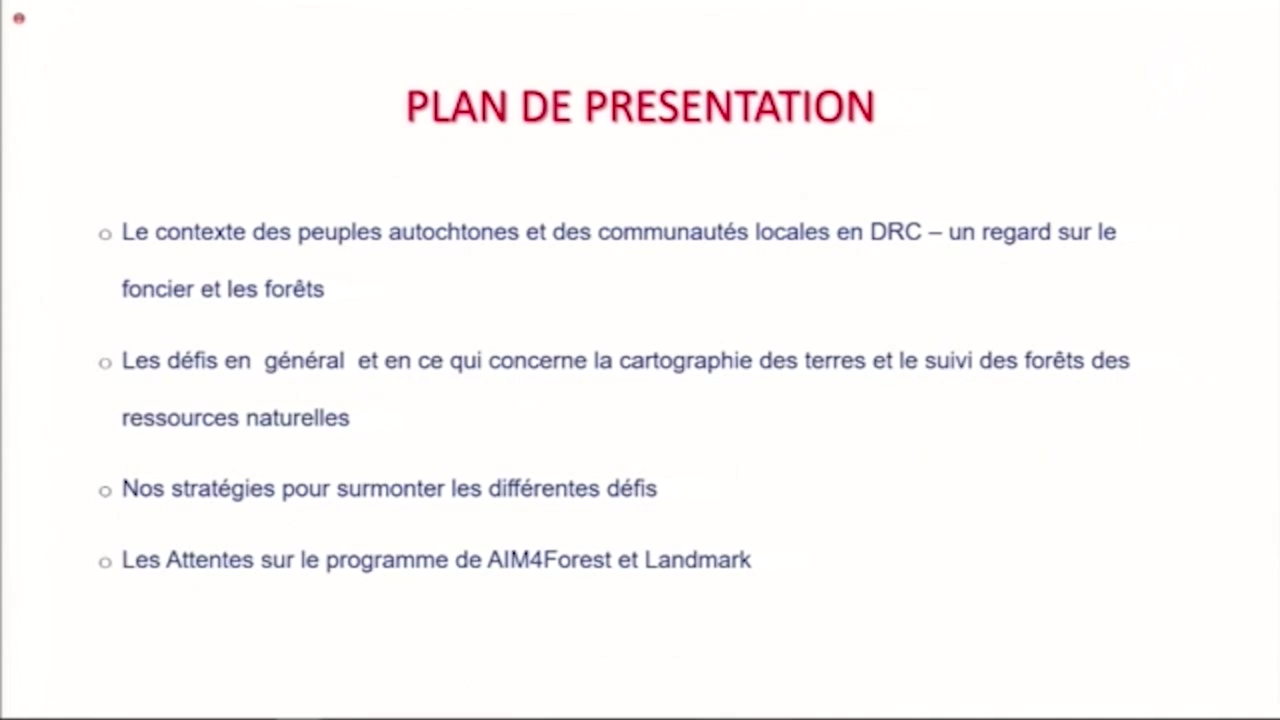 PLAN DE PRESENTATION
o Le contexte des peuples autochtones et des communautés locales en DRC – un regard sur le
foncier et les forêts
o Les défis en général et en ce qui concerne la cartographie des terres et le suivi des forêts des
ressources naturelles
o Nos stratégies pour surmonter les différentes défis
o Les Attentes sur le programme de AIM4Forest et Landmark